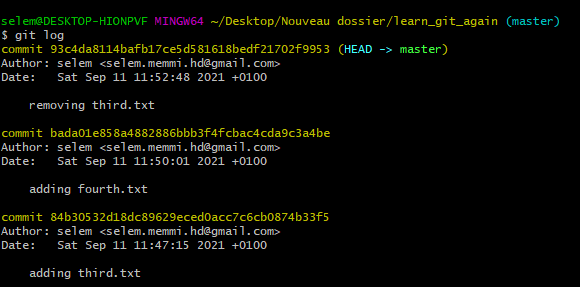 selem@DESKTOP-HIONPVF MINGW64 ~/Desktop/Nouveau dossier/learn_git_again (master)
$ git log
commit 93c4da8114bafb17ce5d581618bedf21702f9953 (HEAD -> master)
Author: selem <selem.memmi.hd@gmail.com>
Date:   Sat Sep 11 11:52:48 2021 +0100
    removing third.txt
commit bada01e858a4882886bbb3f4fcbac4cda9c3a4be
Author: selem <selem.memmi.hd@gmail.com>
Date:   Sat Sep 11 11:50:01 2021 +0100
    adding fourth.txt
commit 84b30532d18dc89629eced0acc7c6cb0874b33f5
Author: selem <selem.memmi.hd@gmail.com>
Date:   Sat Sep 11 11:47:15 2021 +0100
    adding third.txt